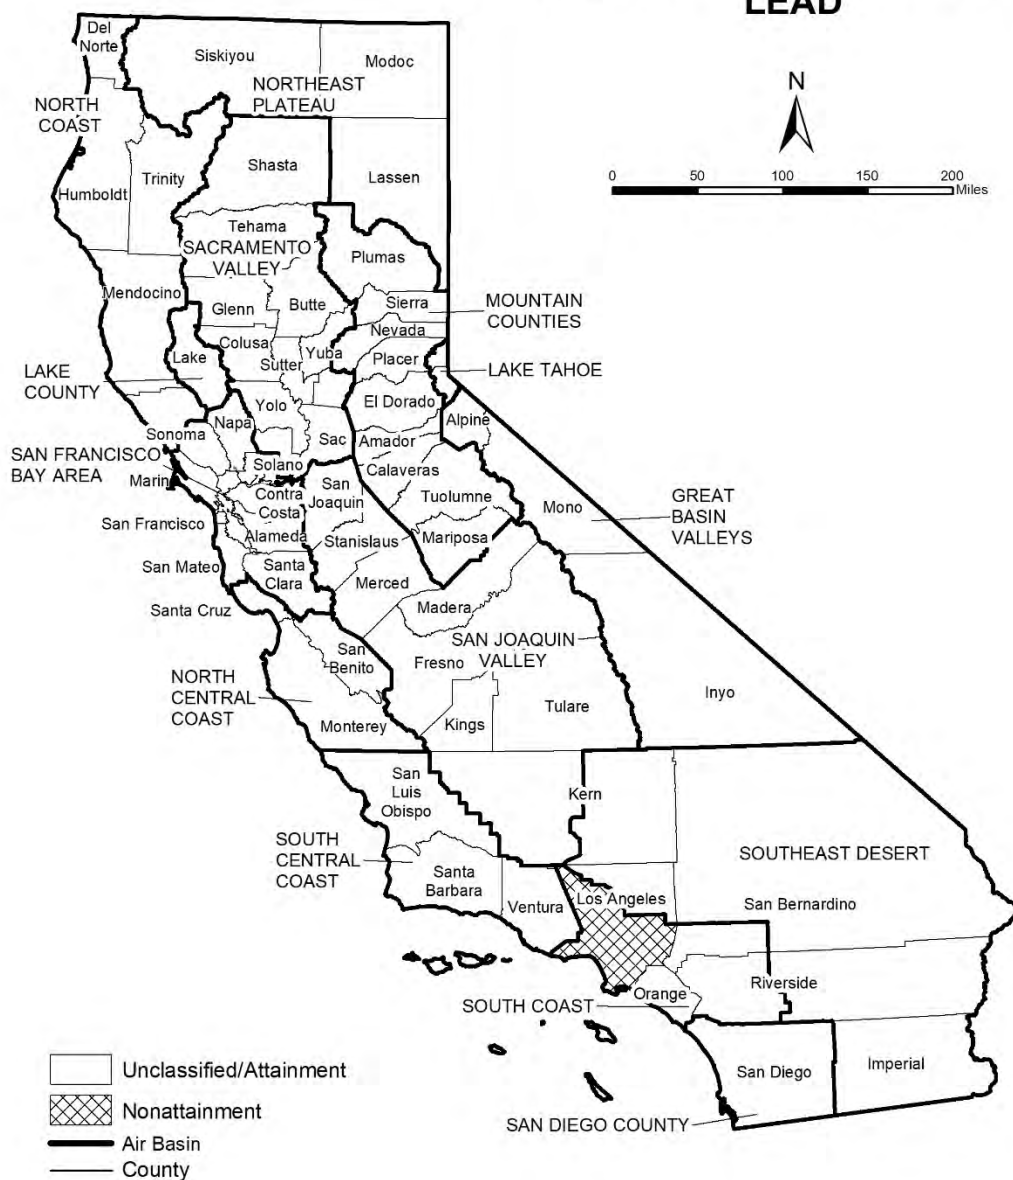 LEAD
Del
Norte
Siskiyou
Modoc
NORTHEAST
PLATEAU
NORTH
COAST
N
0
50
100
150
200
Miles
Shasta
Trinity
Lassen
Humboldt
Tehama
SACRAMENTO
VALLEY
Plumas
Mendocino
Glenn
Butte
Sierra
MOUNTAIN
COUNTIES
Nevada
Colusa
Yuba
Lake
Sutter
Placer
LAKE
COUNTY
LAKE TAHOE
Yolo
El Dorado
Napa
Alpine
Sonoma
Sac
Amador
SAN FRANCISCO
BAY AREA
Solano
Calaveras
Marin
Contra
Costa
San
Joaquin
Tuolumne
Mono
GREAT
BASIN
VALLEYS
San Francisco
Alameda
Stanislaus
Mariposa
San Mateo
Santa
Clara
Merced
Santa Cruz
Madera
San
Benito
Fresno
SAN JOAQUIN
VALLEY
NORTH
CENTRAL
COAST
Monterey
Kings
Tulare
Inyo
San
Luis
Obispo
Kern
SOUTH
CENTRAL
COAST
Santa
Barbara
Ventura
Los Angeles
SOUTHEAST DESERT
San Bernardino
Riverside
Orange
SOUTH COAST
San Diego
Imperial
SAN DIEGO COUNTY
Unclassified/Attainment
Nonattainment
Air Basin
County